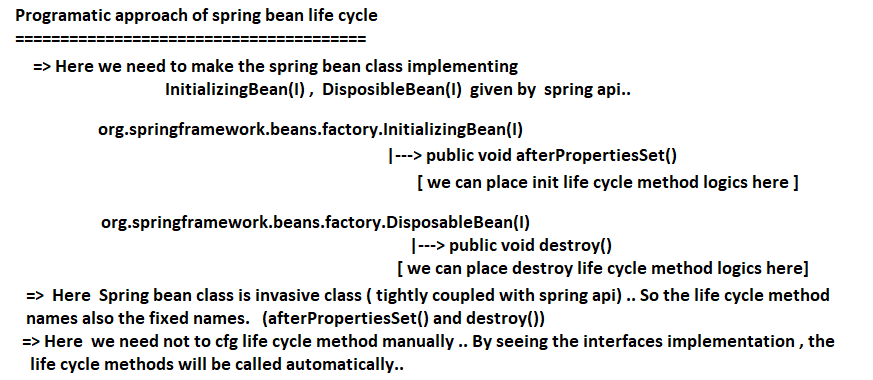 Programatic approach of spring bean life cycle
=======================================
=> Here we need to make the spring bean class implementing
InitializingBean(I) , DisposibleBean(I) given by spring api..
org.springframework.beans.factory.InitializingBean(I)
|---> public void afterPropertiesSet()
[ we can place init life cycle method logics here ]
org.springframework.beans.factory.DisposableBean(I)
|---> public void destroy()
[ we can place destroy life cycle method logics here]
=> Here Spring bean class is invasive class ( tightly coupled with spring api) .. So the life cycle method
names also the fixed names. (afterPropertiesSet() and destroy())
=> Here we need not to cfg life cycle method manually .. By seeing the interfaces implementation , the
life cycle methods will be called automatically..